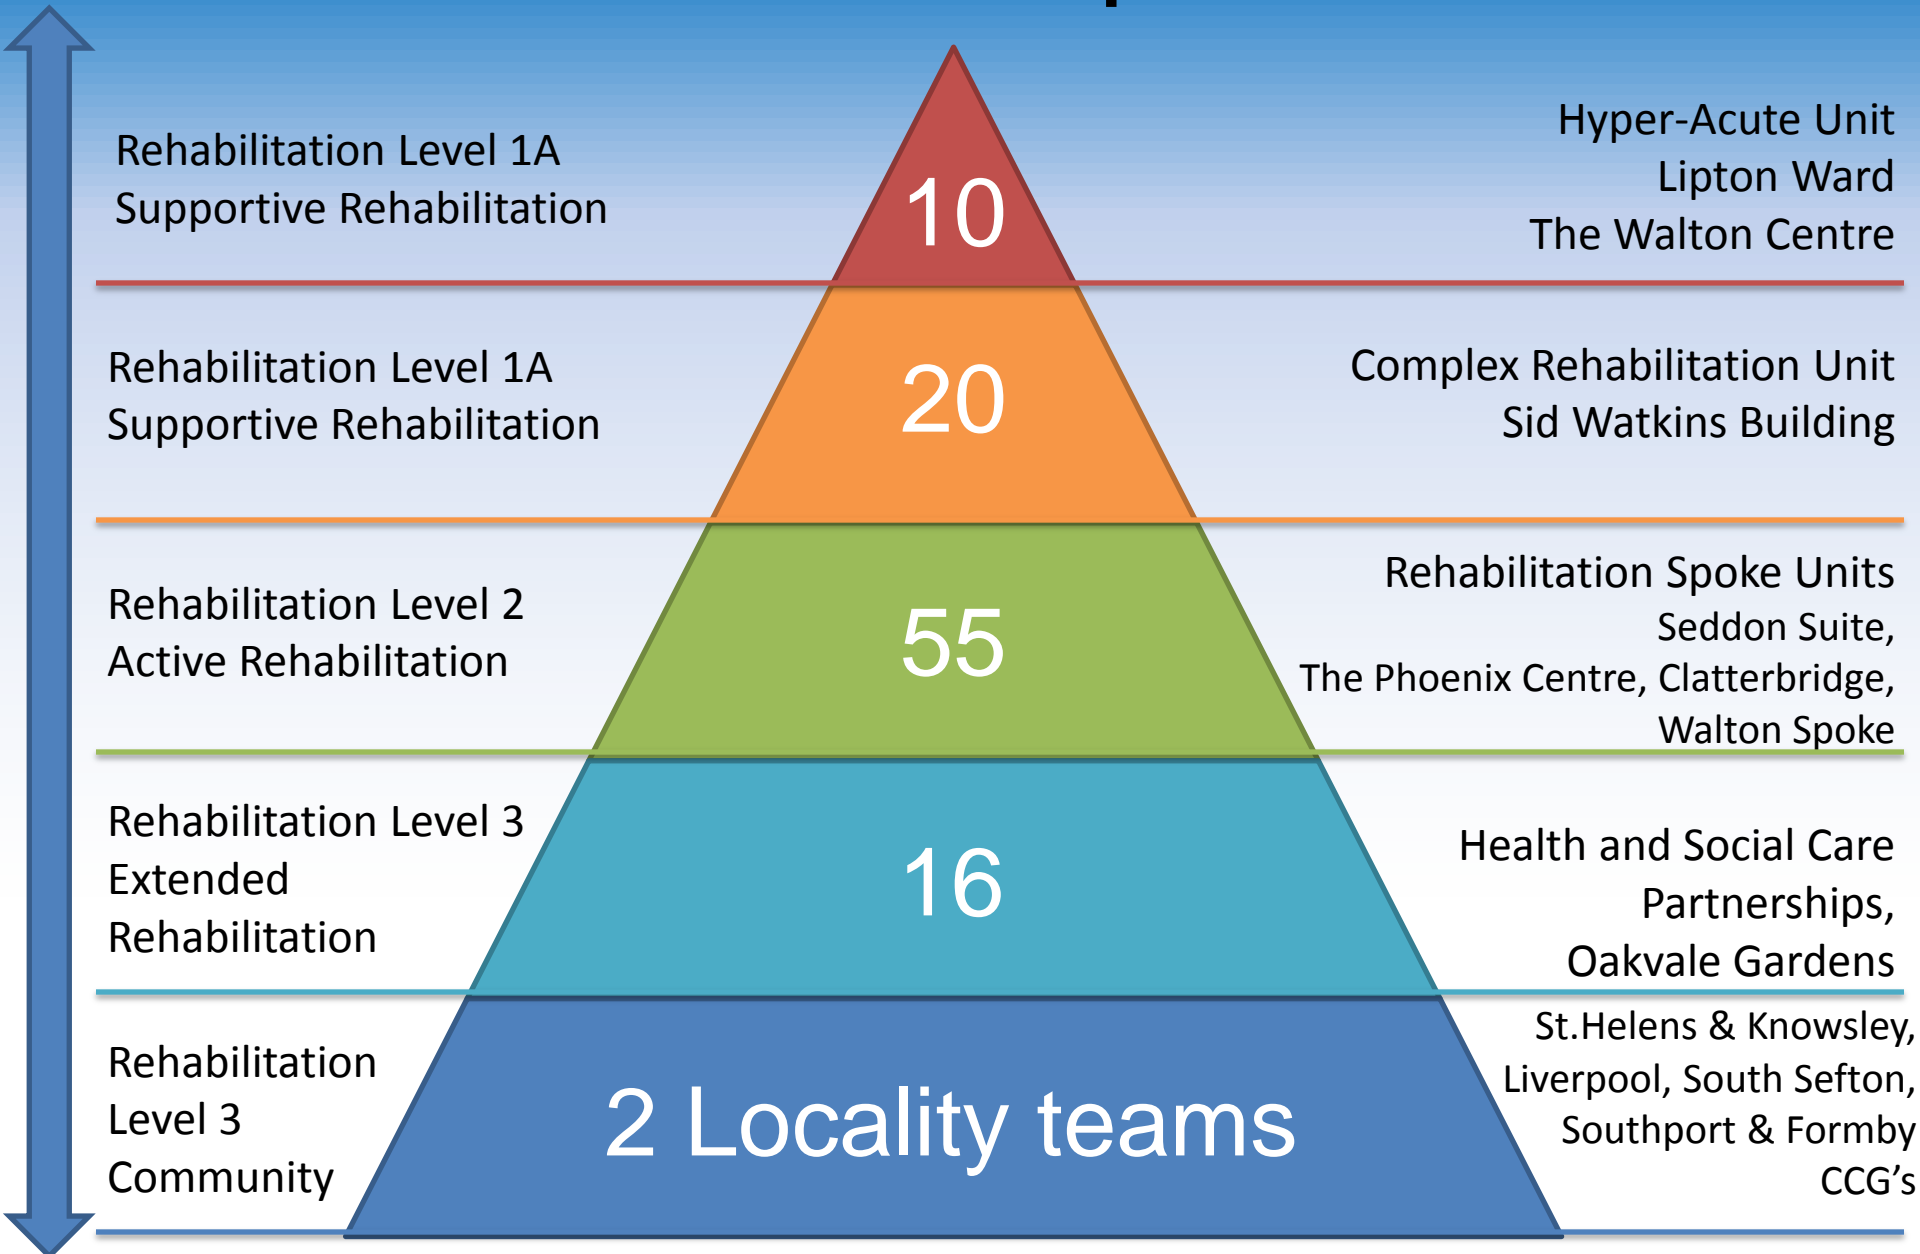 Rehabilitation Level 1A
Supportive Rehabilitation
10
Hyper-Acute Unit
Lipton Ward
The Walton Centre
Rehabilitation Level 1A
Supportive Rehabilitation
20
Complex Rehabilitation Unit
Sid Watkins Building
Rehabilitation Level 2
Active Rehabilitation
55
Rehabilitation Spoke Units
Seddon Suite,
The Phoenix Centre, Clatterbridge,
Walton Spoke
Rehabilitation Level 3
Extended
Rehabilitation
16
Health and Social Care
Partnerships,
Oakvale Gardens
Rehabilitation
Level 3
Community
2 Locality teams
St.Helens & Knowsley,
Liverpool, South Sefton,
Southport & Formby
CCG's